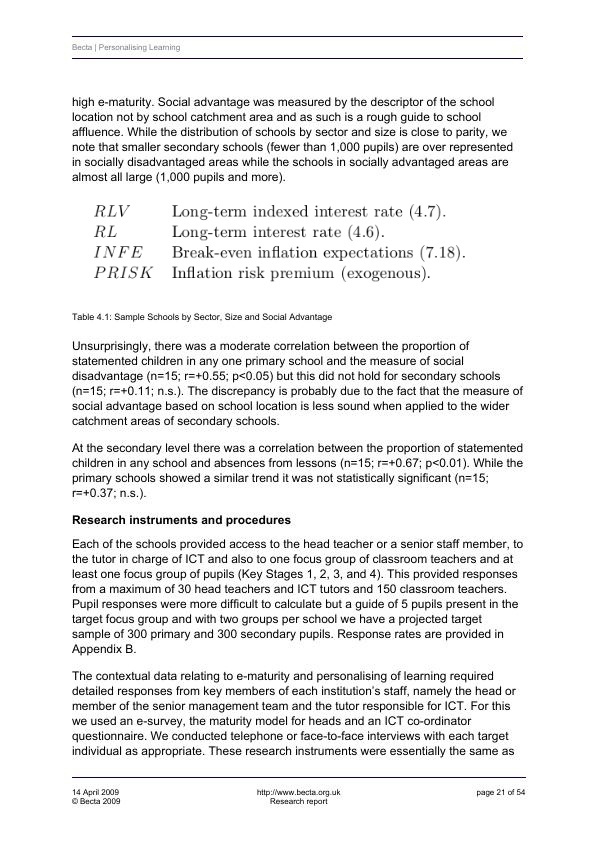 Becta | Personalising Learning
high e-maturity. Social advantage was measured by the descriptor of the school
location not by school catchment area and as such is a rough guide to school
affluence. While the distribution of schools by sector and size is close to parity, we
note that smaller secondary schools (fewer than 1,000 pupils) are over represented
in socially disadvantaged areas while the schools in socially advantaged areas are
almost all large (1,000 pupils and more).
RLV Long-term indexed interest rate (4.7).
RL Long-term interest rate (4.6).
INFE Break-even inflation expectations (7.18).
PRISK Inflation risk premium (exogenous).
Table 4.1: Sample Schools by Sector, Size and Social Advantage
Unsurprisingly, there was a moderate correlation between the proportion of
statemented children in any one primary school and the measure of social
disadvantage (n=15; r=+0.55; p<0.05) but this did not hold for secondary schools
(n=15; r=+0.11; n.s.). The discrepancy is probably due to the fact that the measure of
social advantage based on school location is less sound when applied to the wider
catchment areas of secondary schools.
At the secondary level there was a correlation between the proportion of statemented
children in any school and absences from lessons (n=15; r=+0.67; p<0.01). While the
primary schools showed a similar trend it was not statistically significant (n=15;
r=+0.37; n.s.).
Research instruments and procedures
Each of the schools provided access to the head teacher or a senior staff member, to
the tutor in charge of ICT and also to one focus group of classroom teachers and at
least one focus group of pupils (Key Stages 1, 2, 3, and 4). This provided responses
from a maximum of 30 head teachers and ICT tutors and 150 classroom teachers.
Pupil responses were more difficult to calculate but a guide of 5 pupils present in the
target focus group and with two groups per school we have a projected target
sample of 300 primary and 300 secondary pupils. Response rates are provided in
Appendix B.
The contextual data relating to e-maturity and personalising of learning required
detailed responses from key members of each institution's staff, namely the head or
member of the senior management team and the tutor responsible for ICT. For this
we used an e-survey, the maturity model for heads and an ICT co-ordinator
questionnaire. We conducted telephone or face-to-face interviews with each target
individual as appropriate. These research instruments were essentially the same as
14 April 2009 http://www.becta.org.uk page 21 of 54
© Becta 2009 Research report